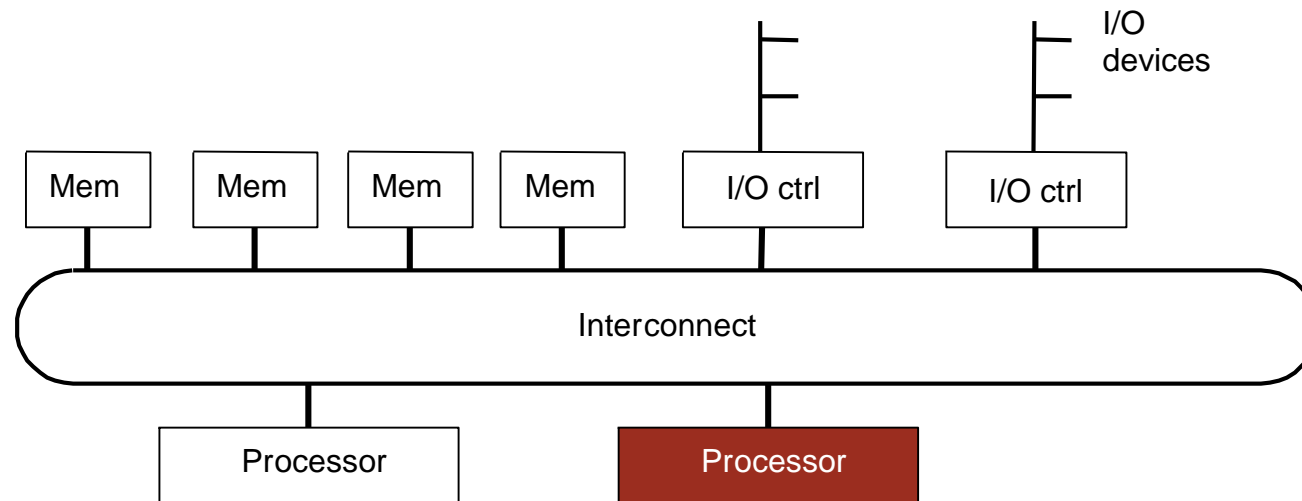 I/O
devices
Mem
Mem
Mem
Mem
I/O ctrl
I/O ctrl
Interconnect
Processor
Processor